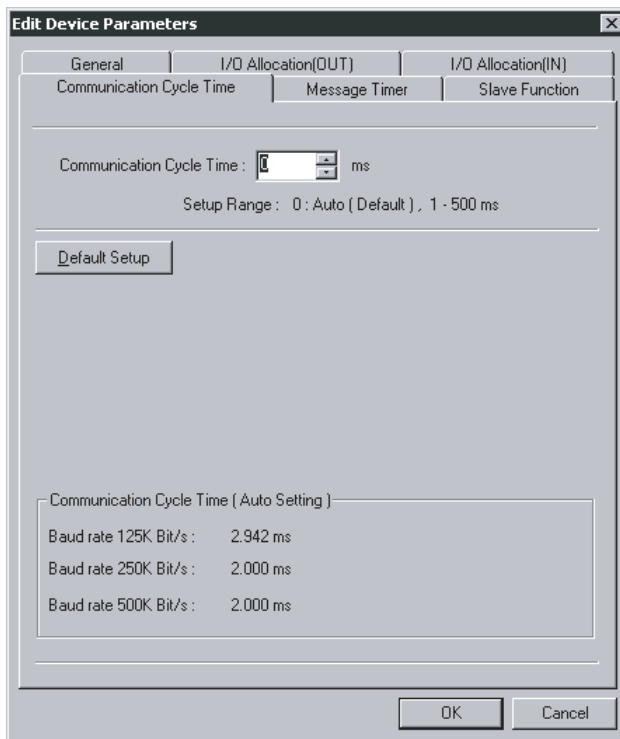 Edit Device Parameters
General I/O Allocation(OUT) I/O Allocation(IN)
Communication Cycle Time Message Timer Slave Function
Communication Cycle Time : 0 ms
Setup Range : 0 : Auto ( Default ) , 1 - 500 ms
Default Setup
Communication Cycle Time ( Auto Setting )
Baud rate 125K Bit/s : 2.942 ms
Baud rate 250K Bit/s : 2.000 ms
Baud rate 500K Bit/s : 2.000 ms
OK Cancel